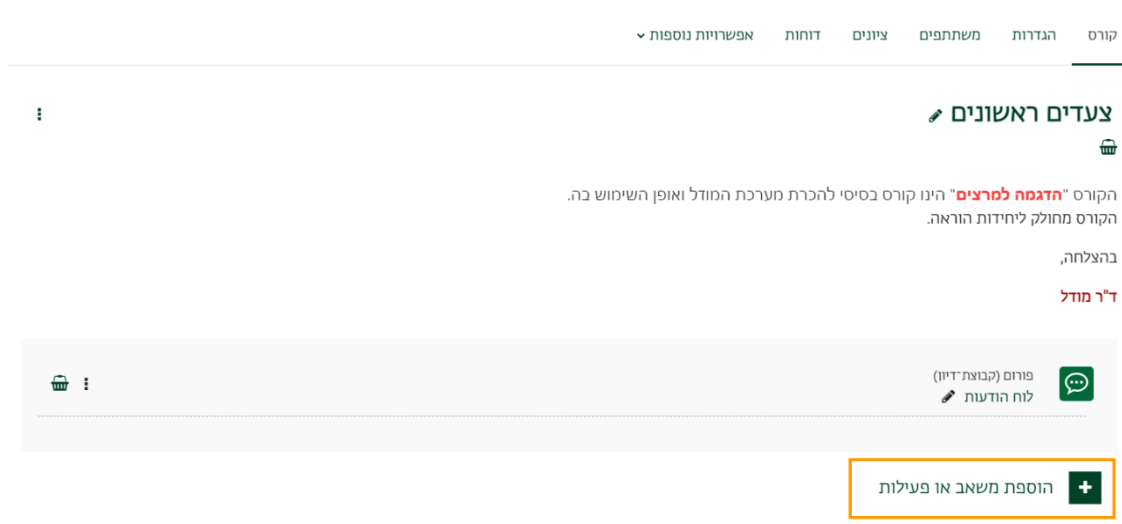 קורס הגדרות משתתפים ציונים דוחות אפשרויות נוספות
צעדים ראשונים
הקורס "הדגמה למרצים" הינו קורס בסיסי להכרת מערכת המודל ואופן השימוש בה.
הקורס מחולק ליחידות הוראה.
בהצלחה,
ד"ר מודל
פורום (קבוצת־דיון)
לוח הודעות
הוספת משאב או פעילות